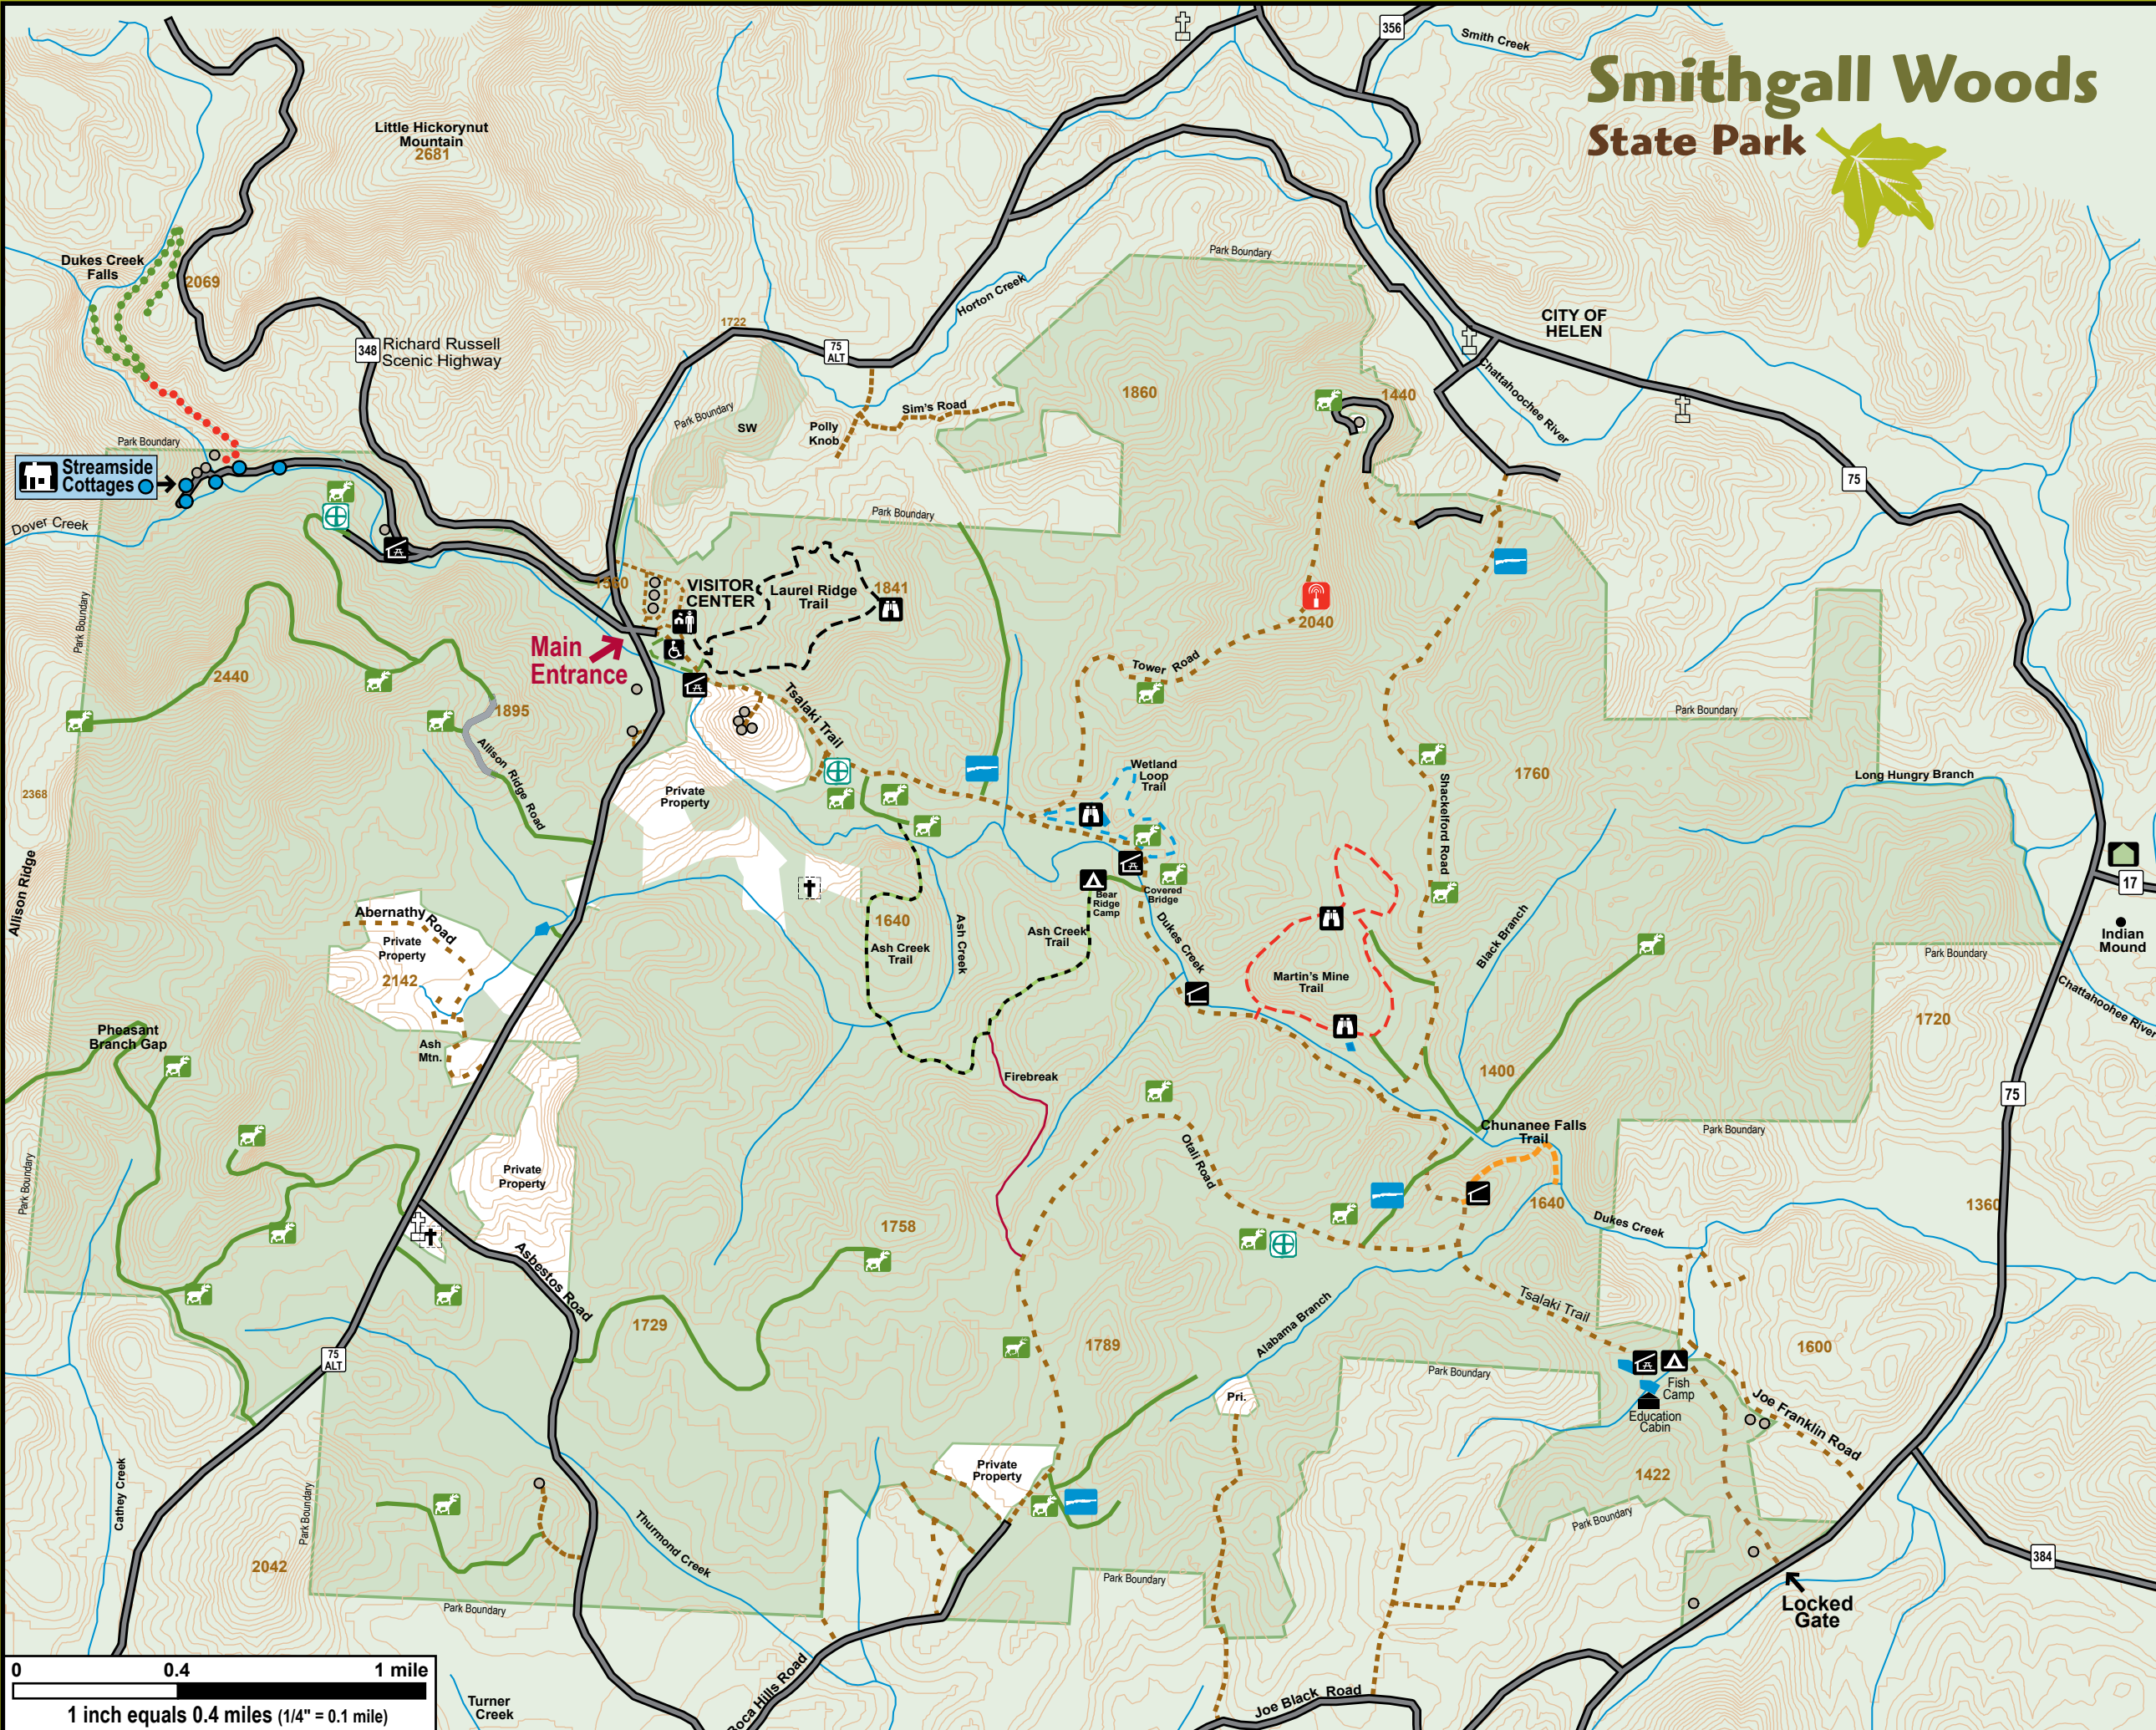 Smithgall Woods
State Park
356
Smith Creek
Little Hickorynut
Mountain
2681
Dukes Creek
Falls
2069
348
Richard Russell
Scenic Highway
1722
75
ALT
Horton Creek
Park Boundary
CITY OF
HELEN
Chattahoochee River
1860
1440
Sim's Road
Polly
Knob
SW
Park Boundary
Park Boundary
Streamside
Cottages
Dover Creek
Park Boundary
75
1560
VISITOR
CENTER
Laurel Ridge
Trail
1841
Main
Entrance
Park Boundary
2440
1895
Allison Ridge Road
Tsalaki Trail
Tower Road
2040
Park Boundary
2368
Private
Property
Wetland
Loop
Trail
Shackelford Road
1760
Long Hungry Branch
Allison Ridge
Abernathy Road
Private
Property
2142
1640
Ash Creek
Trail
Ash Creek
Ash Creek
Trail
Bear
Ridge
Camp
Covered
Bridge
Dukes Creek
Martin's Mine
Trail
Black Branch
17
Indian
Mound
Park Boundary
Chattahoohee River
Pheasant
Branch Gap
Ash
Mtn.
Firebreak
1400
1720
75
Park Boundary
Private
Property
Otali Road
Chunanee Falls
Trail
Park Boundary
1640
Dukes Creek
1360
1758
Asbestos Road
1729
1789
Alabama Branch
Tsalaki Trail
1600
75
ALT
Park Boundary
Pri.
Fish
Camp
Education
Cabin
Joe Franklin Road
Cathey Creek
Private
Property
1422
Park Boundary
Park Boundary
2042
Thurmond Creek
Park Boundary
Park Boundary
384
Locked
Gate
0 0.4 1 mile
1 inch equals 0.4 miles (1/4" = 0.1 mile)
Turner
Creek
Boca Hills Road
Joe Black Road